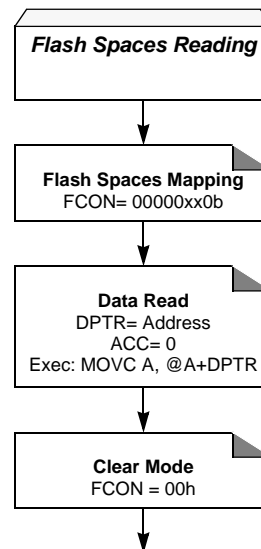 Flash Spaces Reading
Flash Spaces Mapping
FCON= 00000xx0b
Data Read
DPTR= Address
ACC= 0
Exec: MOVC A, @A+DPTR
Clear Mode
FCON = 00h